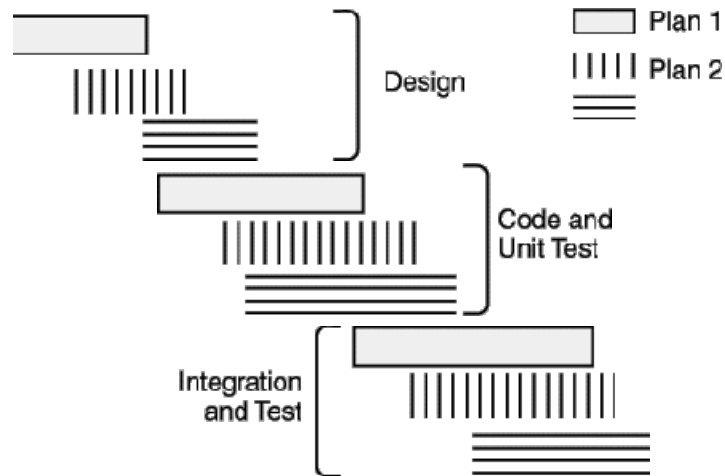 Plan 1
Plan 2
Design
Code and
Unit Test
Integration
and Test